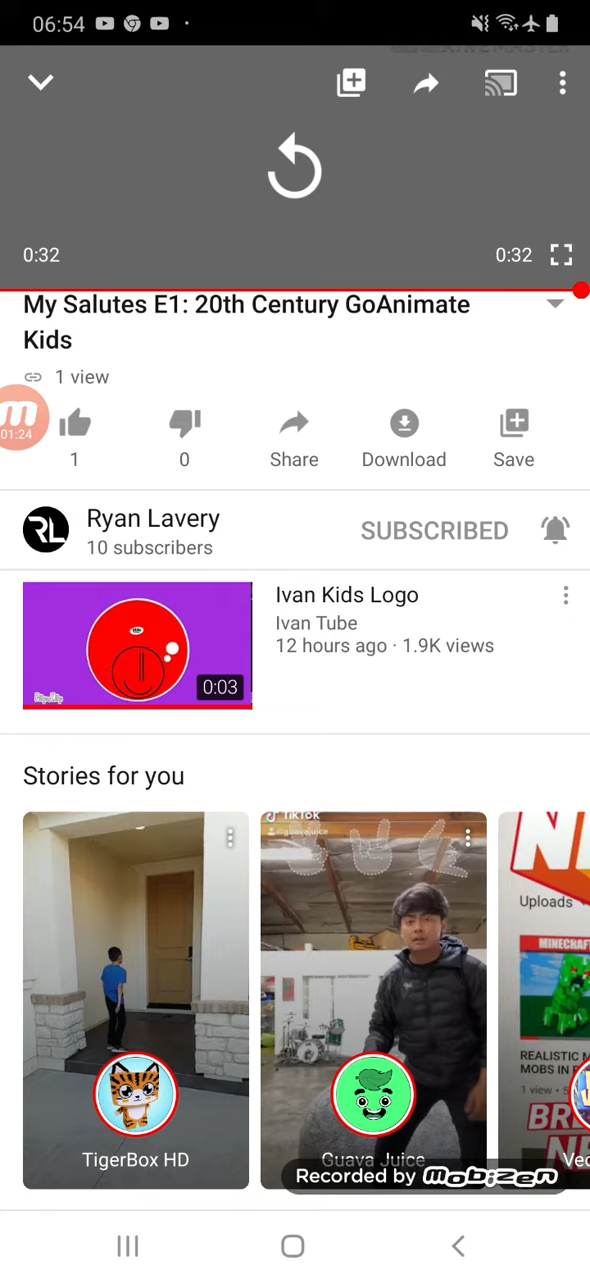 06:54
0:32
0:32
My Salutes E1: 20th Century GoAnimate
Kids
1 view
01:24
1
0
Share
Download
Save
RL
Ryan Lavery
10 subscribers
SUBSCRIBED
Ivan Kids Logo
Ivan Tube
12 hours ago · 1.9K views
0:03
Stories for you
TikTok
@guavajuice
Uploads
MINECRAF
REALISTIC M
MOBS IN
1 view
TigerBox HD
Guava Juice
Recorded by mobizen